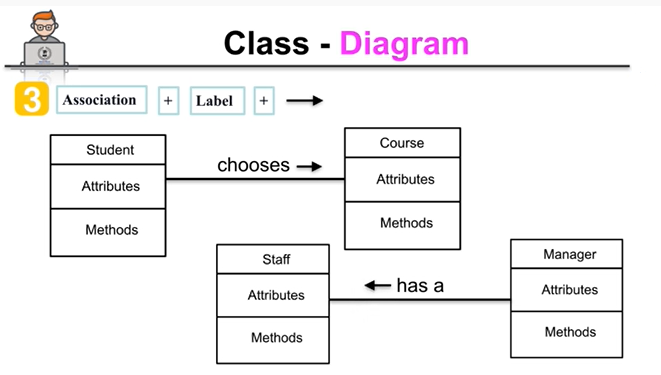 Class - Diagram
3 Association + Label + →
Student
Attributes
Methods
chooses →
Course
Attributes
Methods
Staff
Attributes
Methods
← has a
Manager
Attributes
Methods